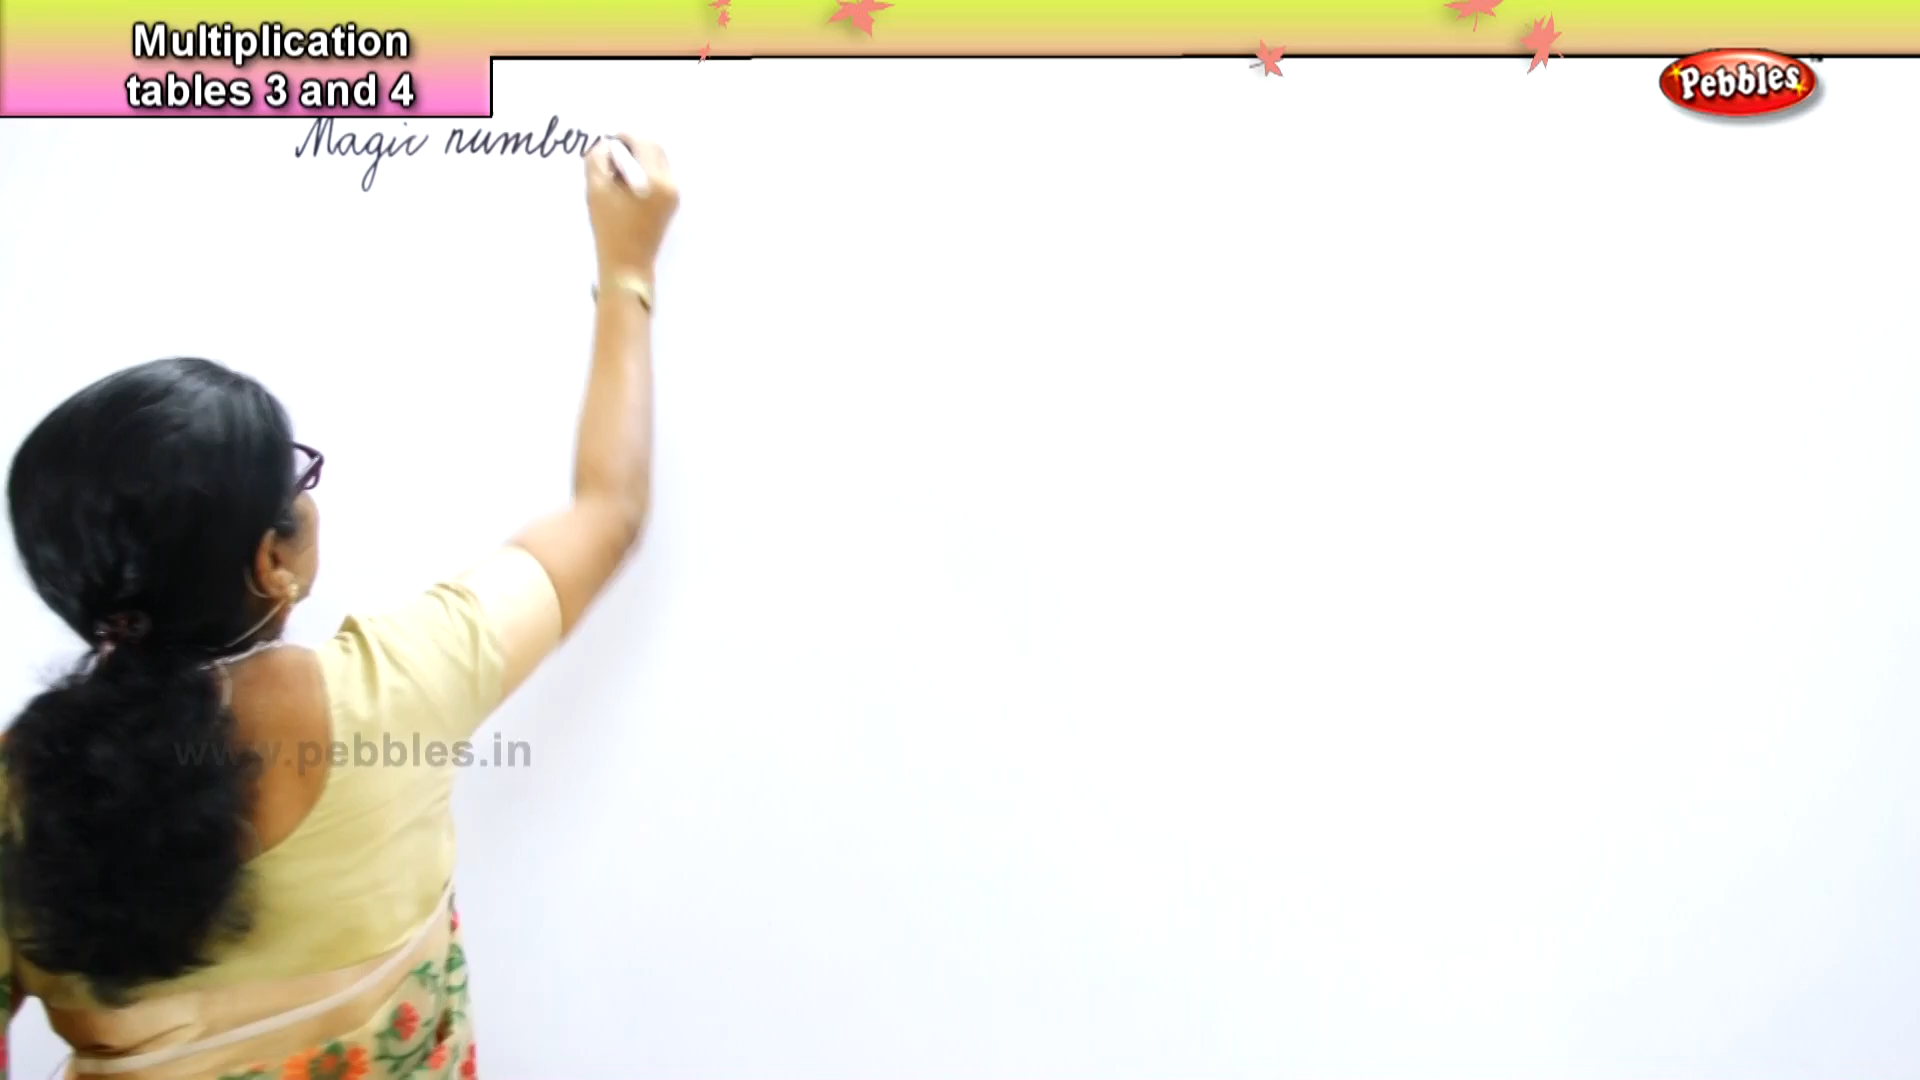 Multiplication
tables 3 and 4
Pebbles
Magic number
www.pebbles.in